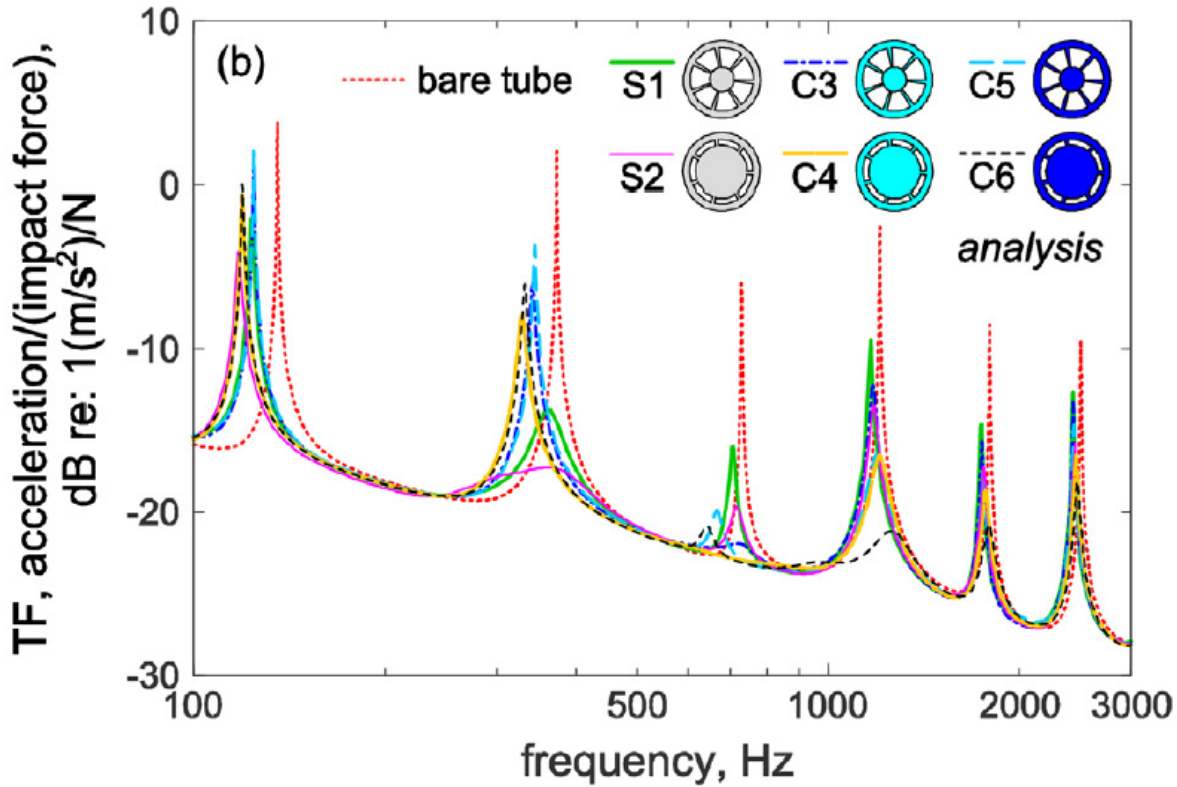 10
(b)
bare tube
S1
C3
C5
S2
C4
C6
analysis
0
-10
-20
-30
TF, acceleration/(impact force),
dB re: 1(m/s²)/N
100
500
1000
2000
3000
frequency, Hz